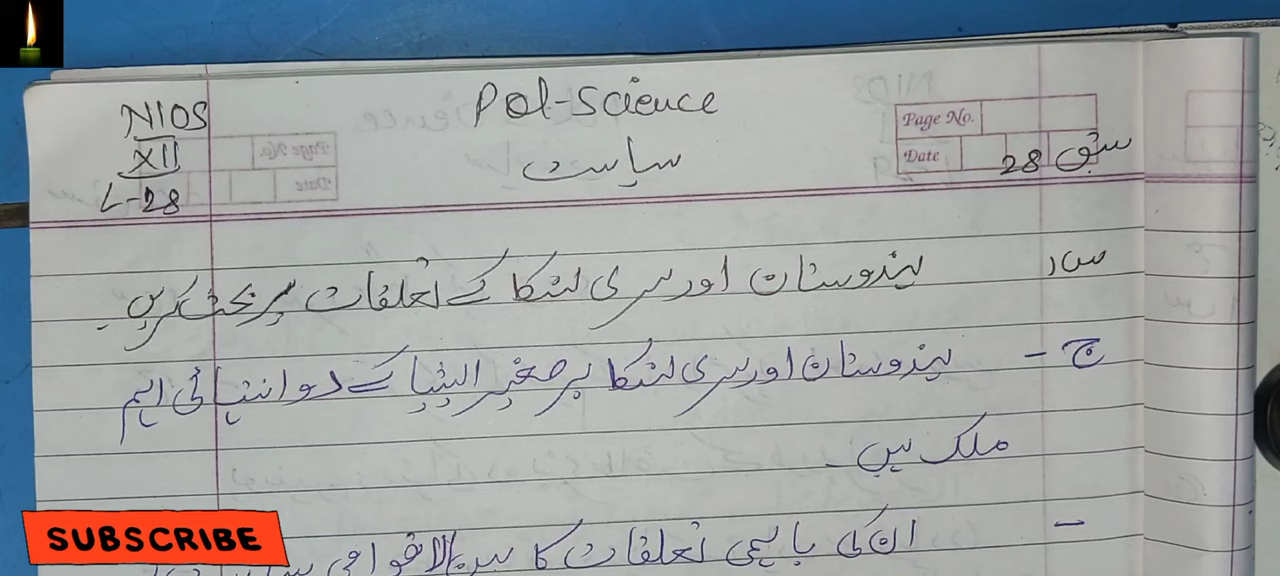 NIOS
XII
L-28
Pol-Science
سیاست
Page No.
Date
سبق 28
س1 ہندوستان اور سری لنکا کے تعلقات پر بحث کریں۔
ج - ہندوستان اور سری لنکا برصغیر ایشیا کے دو انتہائی اہم
ملک ہیں۔
- ان کی باہمی تعلقات کا
SUBSCRIBE